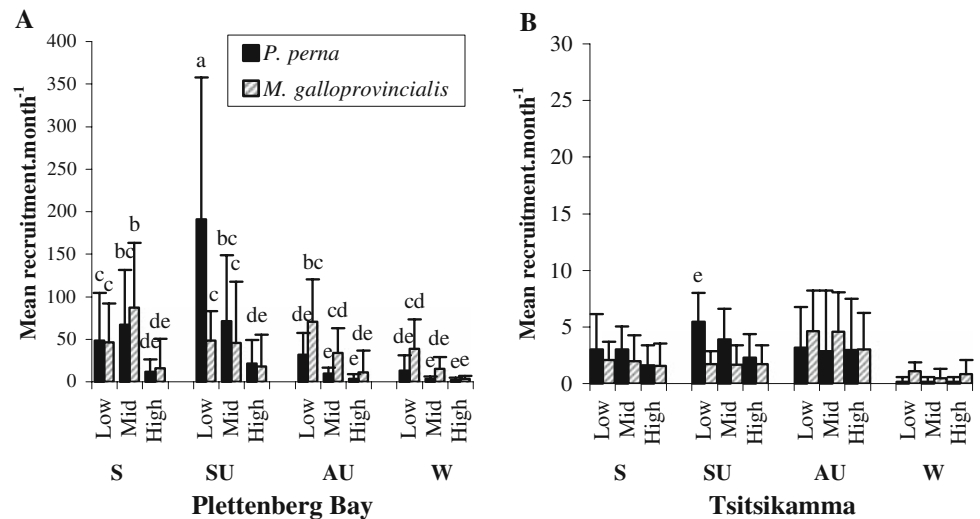 A
400
350
300
250
200
150
100
50
0
Mean recruitment.month-1
P. perna
M. galloprovincialis
c c bc b de de
a c bc c de de
de bc e cd e de
de cd e de e e
Low Mid High Low Mid High Low Mid High Low Mid High
S SU AU W
Plettenberg Bay
B
30
25
20
15
10
5
0
Mean recruitment.month-1
e
Low Mid High Low Mid High Low Mid High Low Mid High
S SU AU W
Tsitsikamma